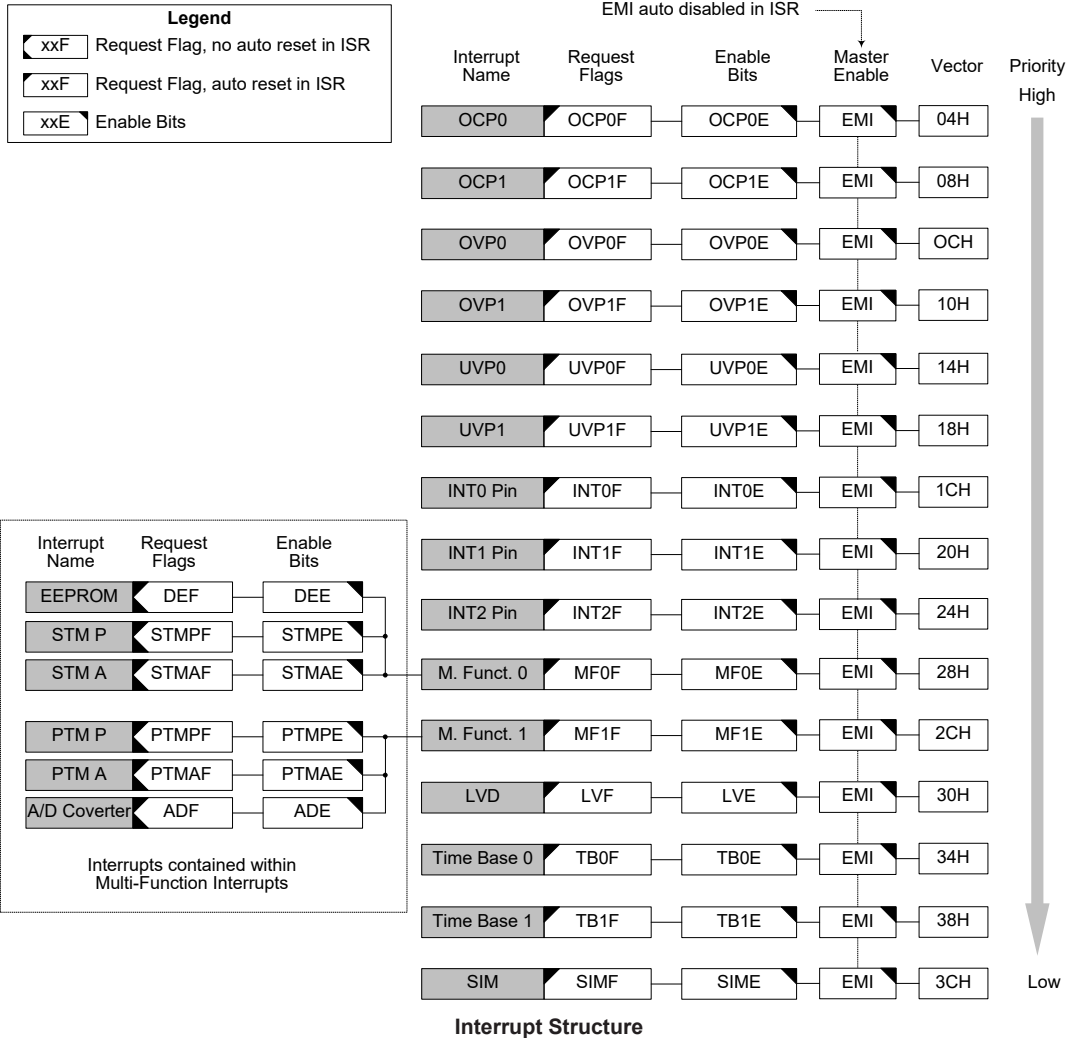 EMI auto disabled in ISR
Legend
xxF Request Flag, no auto reset in ISR
xxF Request Flag, auto reset in ISR
xxE Enable Bits
Interrupt Name Request Flags Enable Bits Master Enable Vector Priority
High
OCP0 OCP0F OCP0E EMI 04H
OCP1 OCP1F OCP1E EMI 08H
OVP0 OVP0F OVP0E EMI OCH
OVP1 OVP1F OVP1E EMI 10H
UVP0 UVP0F UVP0E EMI 14H
UVP1 UVP1F UVP1E EMI 18H
INT0 Pin INT0F INT0E EMI 1CH
INT1 Pin INT1F INT1E EMI 20H
INT2 Pin INT2F INT2E EMI 24H
M. Funct. 0 MF0F MF0E EMI 28H
M. Funct. 1 MF1F MF1E EMI 2CH
LVD LVF LVE EMI 30H
Time Base 0 TB0F TB0E EMI 34H
Time Base 1 TB1F TB1E EMI 38H
SIM SIMF SIME EMI 3CH
Low
Interrupt Name Request Flags Enable Bits
EEPROM DEF DEE
STM P STMPF STMPE
STM A STMAF STMAE
PTM P PTMPF PTMPE
PTM A PTMAF PTMAE
A/D Coverter ADF ADE
Interrupts contained within
Multi-Function Interrupts
Interrupt Structure